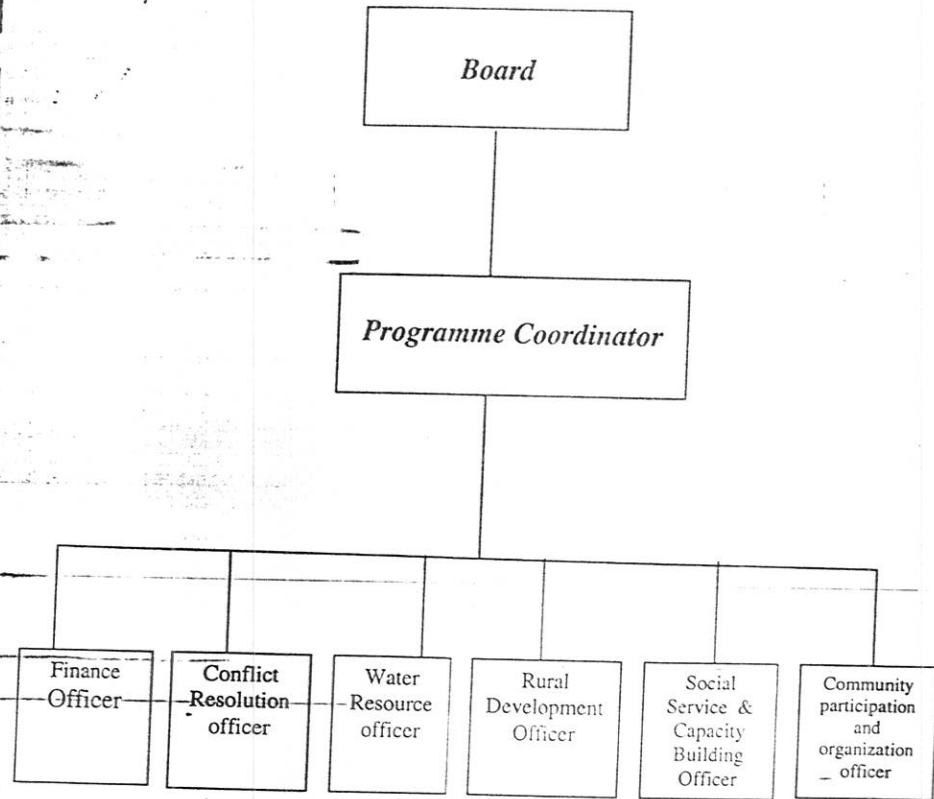 Board
Programme Coordinator
Finance
Officer
Conflict
Resolution
officer
Water
Resource
officer
Rural
Development
Officer
Social
Service &
Capacity
Building
Officer
Community
participation
and
organization
officer